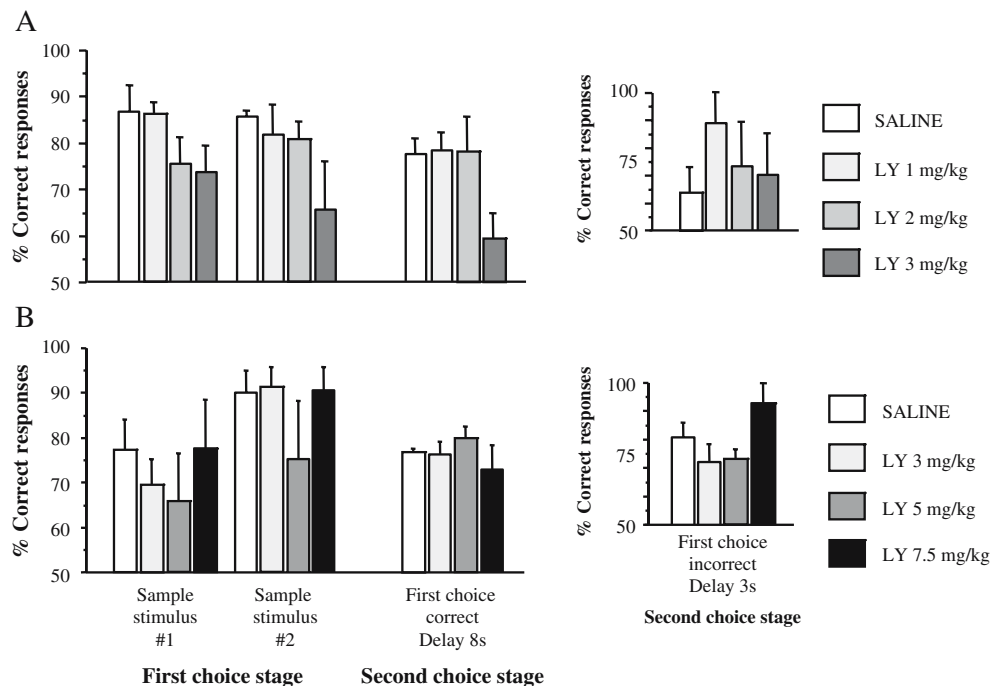 A
% Correct responses
100
90
80
70
60
50
% Correct responses
100
75
50
SALINE
LY 1 mg/kg
LY 2 mg/kg
LY 3 mg/kg
B
% Correct responses
100
90
80
70
60
50
Sample
stimulus
#1
Sample
stimulus
#2
First choice
correct
Delay 8s
First choice stage
Second choice stage
% Correct responses
100
75
50
First choice
incorrect
Delay 3s
Second choice stage
SALINE
LY 3 mg/kg
LY 5 mg/kg
LY 7.5 mg/kg